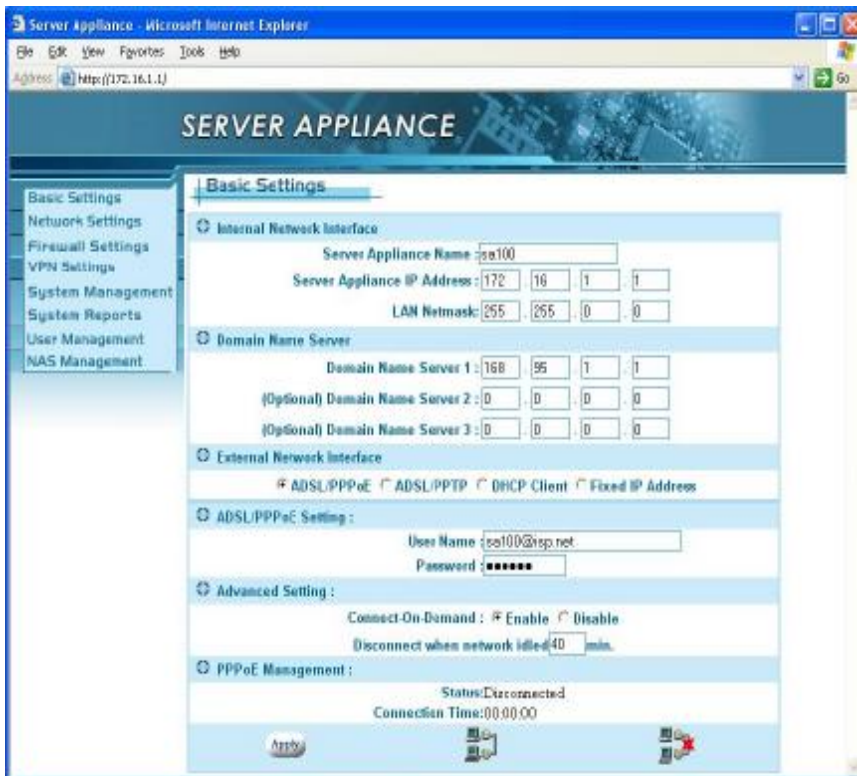 Server Appliance - Microsoft Internet Explorer
File Edit View Favorites Tools Help
Address http://172.16.1.1/ Go
SERVER APPLIANCE
Basic Settings
Network Settings
Firewall Settings
VPN Settings
System Management
System Reports
User Management
NAS Management
Basic Settings
Internal Network Interface
Server Appliance Name : sa100
Server Appliance IP Address : 172 . 16 . 1 . 1
LAN Netmask: 255 . 255 . 0 . 0
Domain Name Server
Domain Name Server 1 : 168 . 95 . 1 . 1
(Optional) Domain Name Server 2 : 0 . 0 . 0 . 0
(Optional) Domain Name Server 3 : 0 . 0 . 0 . 0
External Network Interface
ADSL/PPPoE ADSL/PPTP DHCP Client Fixed IP Address
ADSL/PPPoE Setting :
User Name : sa100@isp.net
Password : ●●●●●●
Advanced Setting :
Connect-On-Demand : Enable Disable
Disconnect when network idled 40 min.
PPPoE Management :
Status:Disconnected
Connection Time:00:00:00
Apply